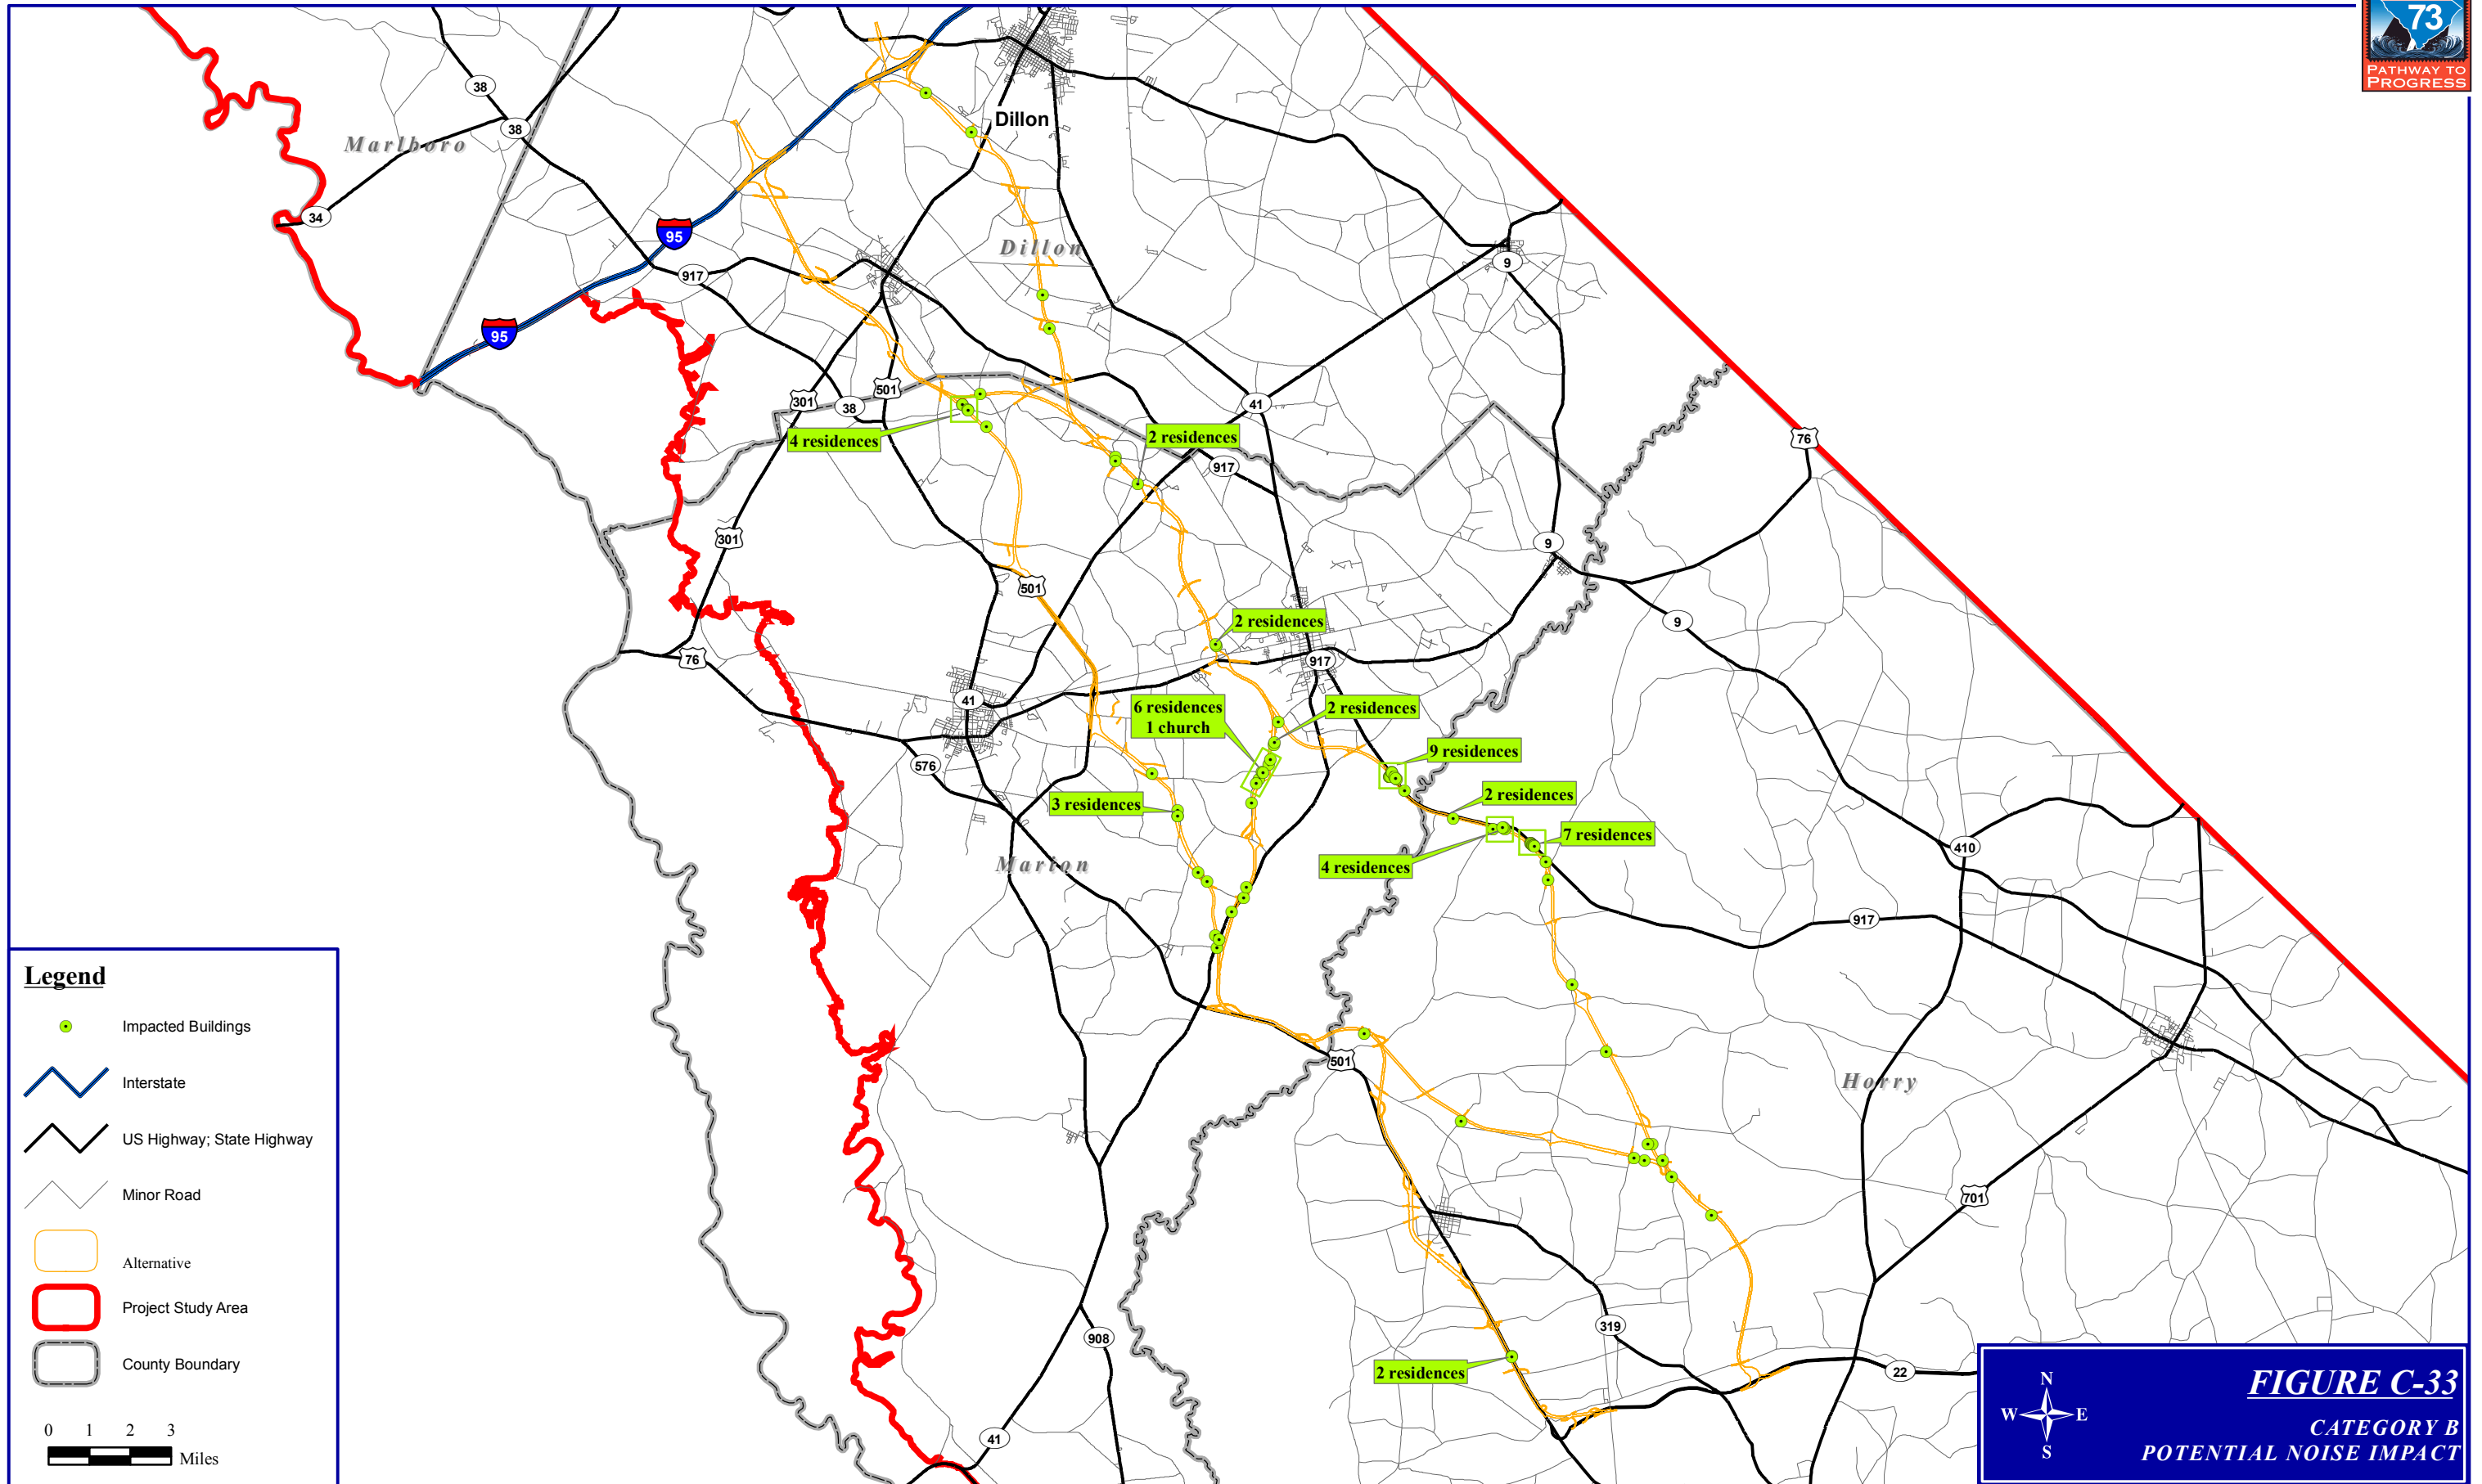 73
PATHWAY TO
PROGRESS
38
Dillon
38
Marlboro
34
95
Dillon
9
917
95
501
301
38
41
4 residences
2 residences
76
917
301
9
501
2 residences
9
76
917
41
6 residences
1 church
2 residences
9 residences
576
2 residences
3 residences
7 residences
410
4 residences
Marion
917
501
Horry
701
319
908
2 residences
22
41
Legend
Impacted Buildings
Interstate
US Highway; State Highway
Minor Road
Alternative
Project Study Area
County Boundary
0 1 2 3
Miles
N
W E
S
FIGURE C-33
CATEGORY B
POTENTIAL NOISE IMPACT